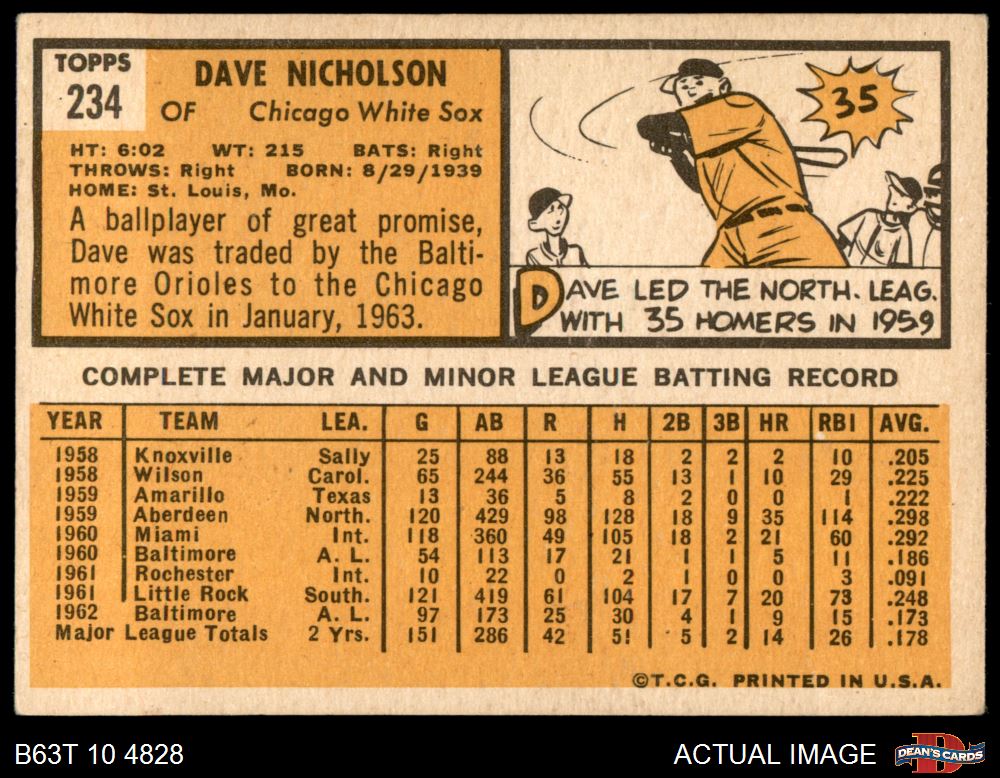 TOPPS
234
DAVE NICHOLSON
OF Chicago White Sox
HT: 6:02 WT: 215 BATS: Right
THROWS: Right BORN: 8/29/1939
HOME: St. Louis, Mo.
A ballplayer of great promise,
Dave was traded by the Balti-
more Orioles to the Chicago
White Sox in January, 1963.
35
DAVE LED THE NORTH. LEAG.
WITH 35 HOMERS IN 1959
COMPLETE MAJOR AND MINOR LEAGUE BATTING RECORD
YEAR TEAM LEA. G AB R H 2B 3B HR RBI AVG.
1958 Knoxville Sally 25 88 13 18 2 2 2 10 .205
1958 Wilson Carol. 65 244 36 55 13 1 10 29 .225
1959 Amarillo Texas 13 36 5 8 2 0 0 1 .222
1959 Aberdeen North. 120 429 98 128 18 9 35 114 .298
1960 Miami Int. 118 360 49 105 18 2 21 60 .292
1960 Baltimore A. L. 54 113 17 21 1 1 5 11 .186
1961 Rochester Int. 10 22 0 2 1 0 0 3 .091
1961 Little Rock South. 121 419 61 104 17 7 20 73 .248
1962 Baltimore A. L. 97 173 25 30 4 1 9 15 .173
Major League Totals 2 Yrs. 151 286 42 51 5 2 14 26 .178
©T.C.G. PRINTED IN U.S.A.
B63T 10 4828
ACTUAL IMAGE
D
DEAN'S CARDS